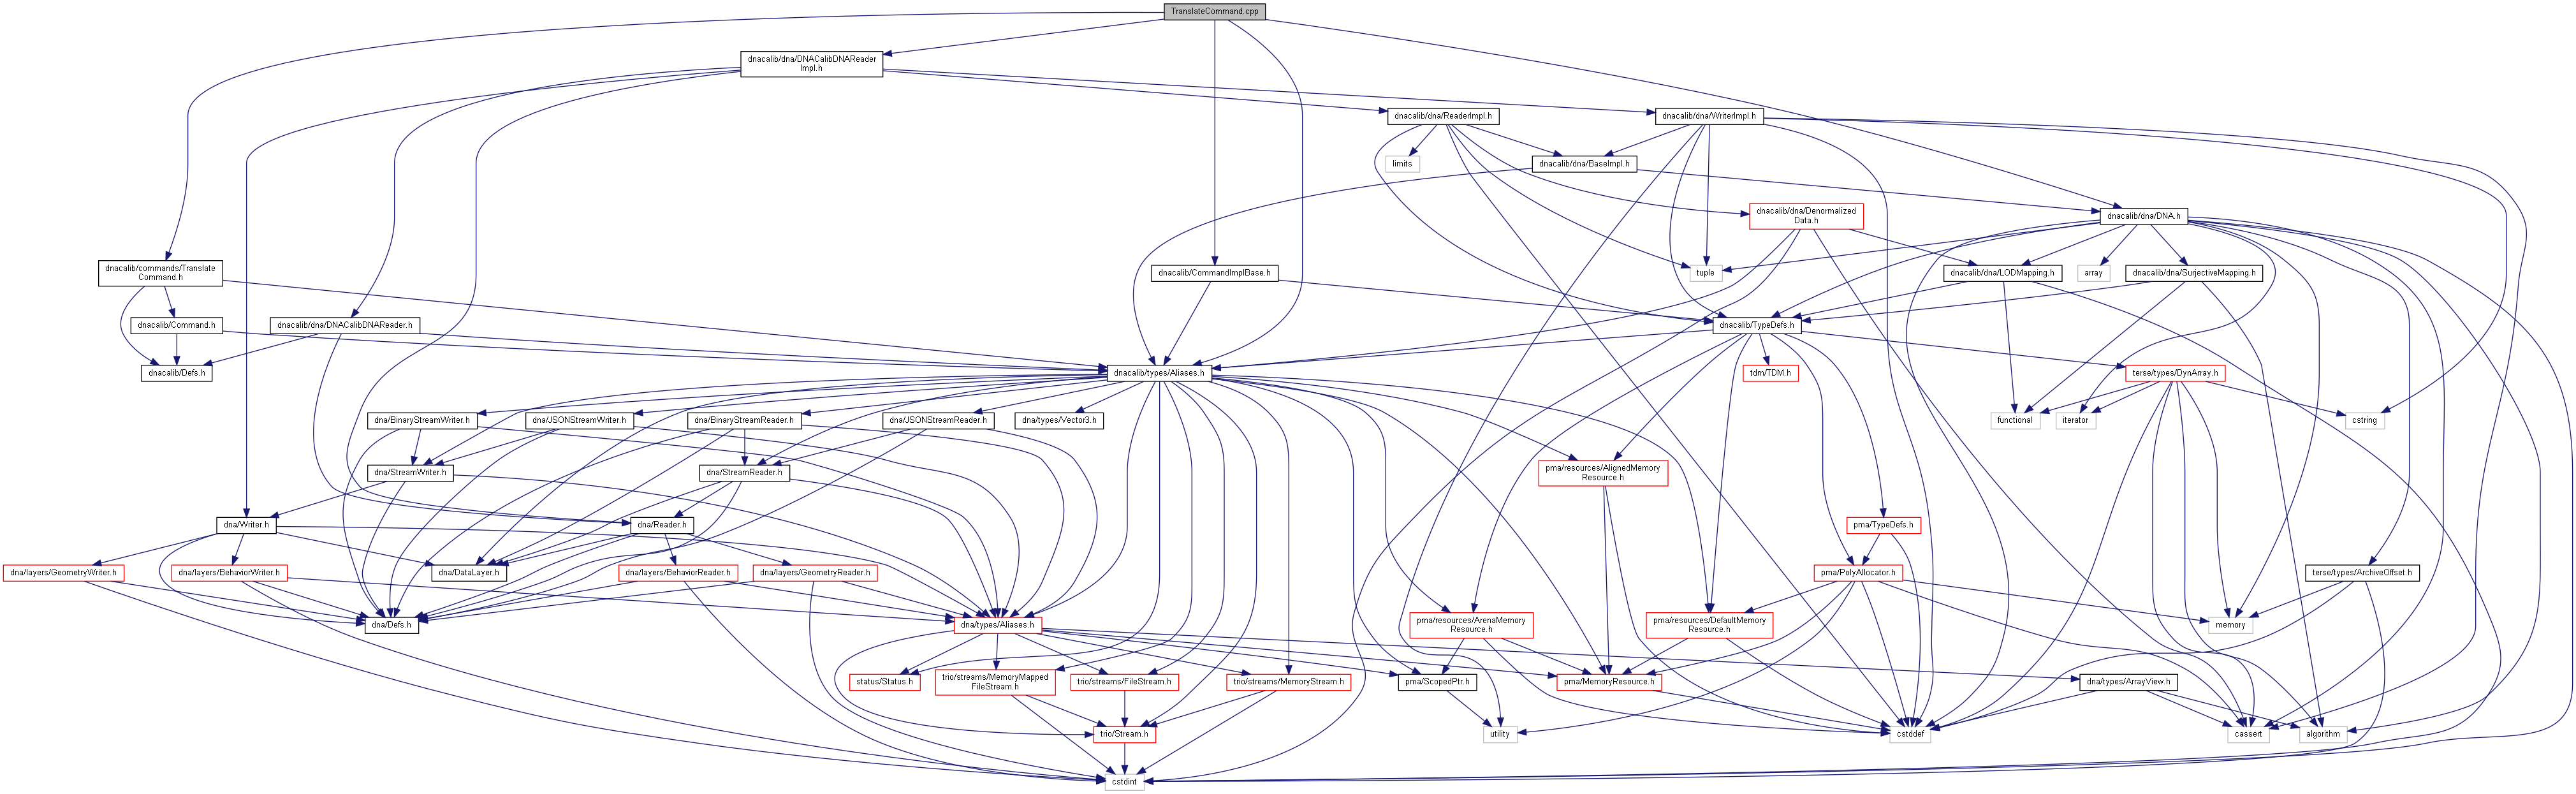 TranslateCommand.cpp
dnacalib/dna/DNACalibDNAReader
Impl.h
dnacalib/dna/ReaderImpl.h
dnacalib/dna/WriterImpl.h
limits
dnacalib/dna/BaseImpl.h
dnacalib/dna/Denormalized
Data.h
dnacalib/dna/DNA.h
dnacalib/commands/Translate
Command.h
dnacalib/CommandImplBase.h
tuple
dnacalib/dna/LODMapping.h
array
dnacalib/dna/SurjectiveMapping.h
dnacalib/Command.h
dnacalib/dna/DNACalibDNAReader.h
dnacalib/TypeDefs.h
dnacalib/Defs.h
dnacalib/types/Aliases.h
tdm/TDM.h
terse/types/DynArray.h
dna/BinaryStreamWriter.h
dna/JSONStreamWriter.h
dna/BinaryStreamReader.h
dna/JSONStreamReader.h
dna/types/Vector3.h
functional
iterator
cstring
dna/StreamWriter.h
dna/StreamReader.h
pma/resources/AlignedMemory
Resource.h
dna/Writer.h
dna/Reader.h
pma/TypeDefs.h
dna/layers/GeometryWriter.h
dna/layers/BehaviorWriter.h
dna/DataLayer.h
dna/layers/BehaviorReader.h
dna/layers/GeometryReader.h
pma/PolyAllocator.h
terse/types/ArchiveOffset.h
dna/Defs.h
dna/types/Aliases.h
pma/resources/ArenaMemory
Resource.h
pma/resources/DefaultMemory
Resource.h
memory
status/Status.h
trio/streams/MemoryMapped
FileStream.h
trio/streams/FileStream.h
trio/streams/MemoryStream.h
pma/ScopedPtr.h
pma/MemoryResource.h
dna/types/ArrayView.h
trio/Stream.h
utility
cstddef
cassert
algorithm
cstdint